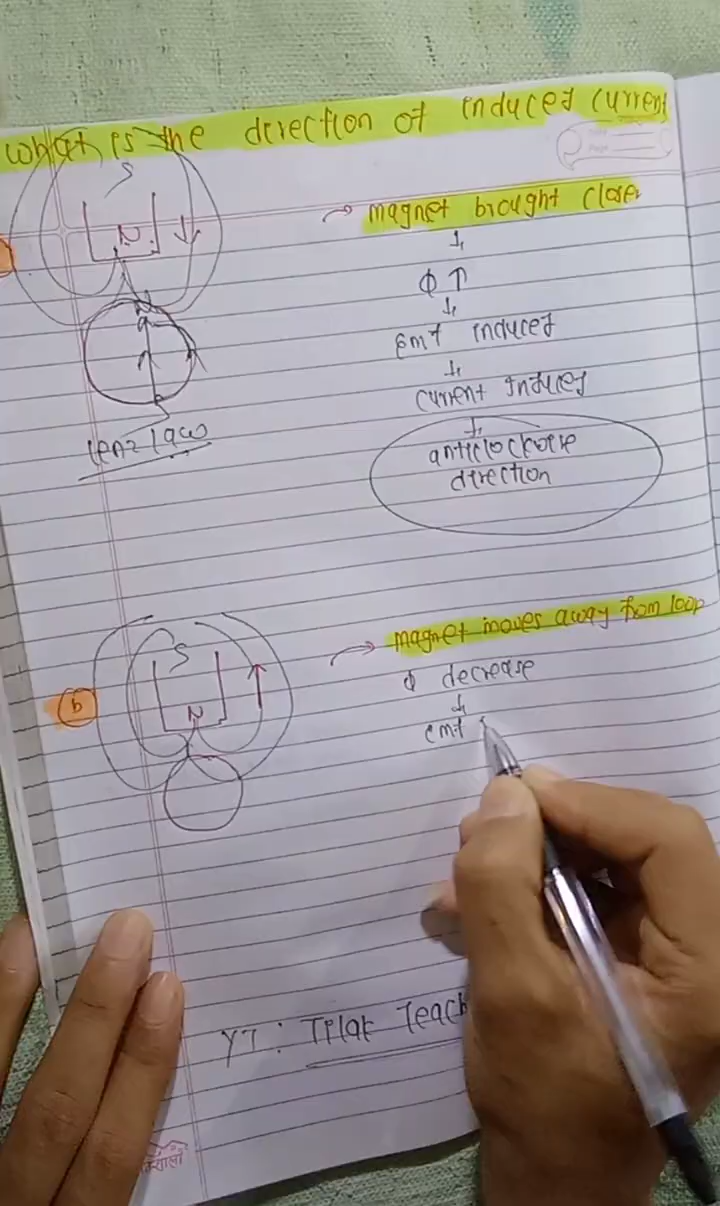 What is the direction of induced current
S
N
magnet brought closer
φ ↑
emf induced
current induced
anticlockwise
direction
lenz law
magnet moves away from loop
b
S
N
φ decrease
emf
YT : Tilak Teach